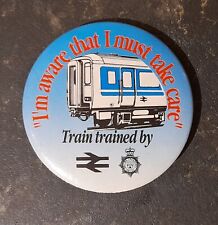 "I'm aware that I must take care"
Train trained by